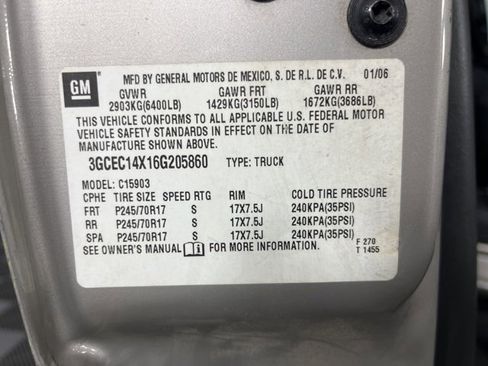 GM
MFD BY GENERAL MOTORS DE MEXICO, S. DE R.L. DE C.V. 01/06
GVWR GAWR FRT GAWR RR
2903KG(6400LB) 1429KG(3150LB) 1672KG(3686LB)
THIS VEHICLE CONFORMS TO ALL APPLICABLE U.S. FEDERAL MOTOR
VEHICLE SAFETY STANDARDS IN EFFECT ON THE DATE OF
MANUFACTURE SHOWN ABOVE.
3GCEC14X16G205860 TYPE: TRUCK
MODEL: C15903
CPHE TIRE SIZE SPEED RTG RIM COLD TIRE PRESSURE
FRT P245/70R17 S 17X7.5J 240KPA(35PSI)
RR P245/70R17 S 17X7.5J 240KPA(35PSI)
SPA P245/70R17 S 17X7.5J 240KPA(35PSI)
SEE OWNER'S MANUAL FOR MORE INFORMATION. F 270
T 1455